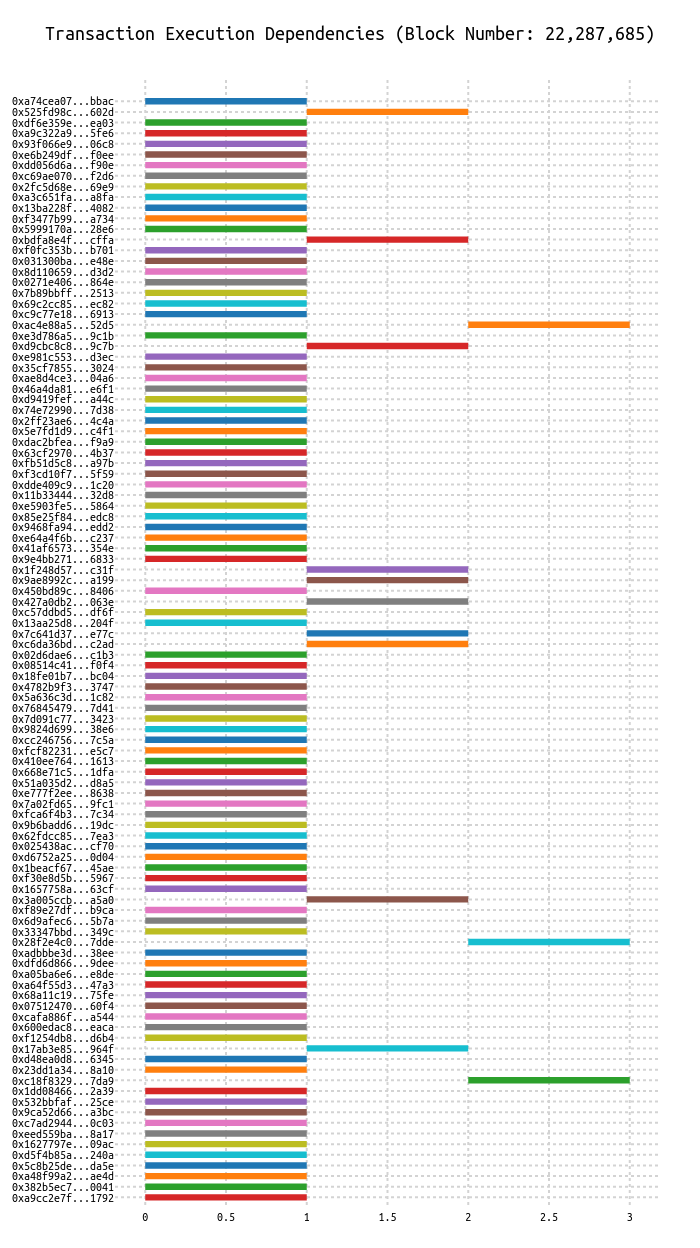 Transaction Execution Dependencies (Block Number: 22,287,685)
0xa74cea07...bbac
0x525fd98c...602d
0xdf6e359e...ea03
0xa9c322a9...5fe6
0x93f066e9...06c8
0xe6b249df...f0ee
0xdd056d6a...f90e
0xc69ae070...f2d6
0x2fc5d68e...69e9
0xa3c651fa...a8fa
0x13ba228f...4082
0xf3477b99...a734
0x5999170a...28e6
0xbdfa8e4f...cffa
0xf0fc353b...b701
0x031300ba...e48e
0x8d110659...d3d2
0x0271e406...864e
0x7b89bbff...2513
0x69c2cc85...ec82
0xc9c77e18...6913
0xac4e88a5...52d5
0xe3d786a5...9c1b
0xd9cbc8c8...9c7b
0xe981c553...d3ec
0x35cf7855...3024
0xae8d4ce3...04a6
0x46a4da81...e6f1
0xd9419fef...a44c
0x74e72990...7d38
0x2ff23ae6...4c4a
0x5e7fd1d9...c4f1
0xdac2bfea...f9a9
0x63cf2970...4b37
0xfb51d5c8...a97b
0xf3cd10f7...5f59
0xdde409c9...1c20
0x11b33444...32d8
0xe5903fe5...5864
0x85e25f84...edc8
0x9468fa94...edd2
0xe64a4f6b...c237
0x41af6573...354e
0x9e4bb271...6833
0x1f248d57...c31f
0x9ae8992c...a199
0x450bd89c...8406
0x427a0db2...063e
0xc57ddbd5...df6f
0x13aa25d8...204f
0x7c641d37...e77c
0xc6da36bd...c2ad
0x02d6dae6...c1b3
0x08514c41...f0f4
0x18fe01b7...bc04
0x4782b9f3...3747
0x5a636c3d...1c82
0x76845479...7d41
0x7d091c77...3423
0x9824d699...38e6
0xcc246756...7c5a
0xfcf82231...e5c7
0x410ee764...1613
0x668e71c5...1dfa
0x51a035d2...d8a5
0xe777f2ee...8638
0x7a02fd65...9fc1
0xfca6f4b3...7c34
0x9b6badd6...19dc
0x62fdcc85...7ea3
0x025438ac...cf70
0xd6752a25...0d04
0x1beacf67...45ae
0xf30e8d5b...5967
0x1657758a...63cf
0x3a005ccb...a5a0
0xf89e27df...b9ca
0x6d9afec6...5b7a
0x33347bbd...349c
0x28f2e4c0...7dde
0xadbbbe3d...38ee
0xdfd6d866...9dee
0xa05ba6e6...e8de
0xa64f55d3...47a3
0x68a11c19...75fe
0x07512470...60f4
0xcafa886f...a544
0x600edac8...eaca
0xf1254db8...d6b4
0x17ab3e85...964f
0xd48ea0d8...6345
0x23dd1a34...8a10
0xc18f8329...7da9
0x1dd08466...2a39
0x532bbfaf...25ce
0x9ca52d66...a3bc
0xc7ad2944...0c03
0xeed559ba...8a17
0x1627797e...09ac
0xd5f4b85a...240a
0x5c8b25de...da5e
0xa48f99a2...ae4d
0x382b5ec7...0041
0xa9cc2e7f...1792
0 0.5 1 1.5 2 2.5 3